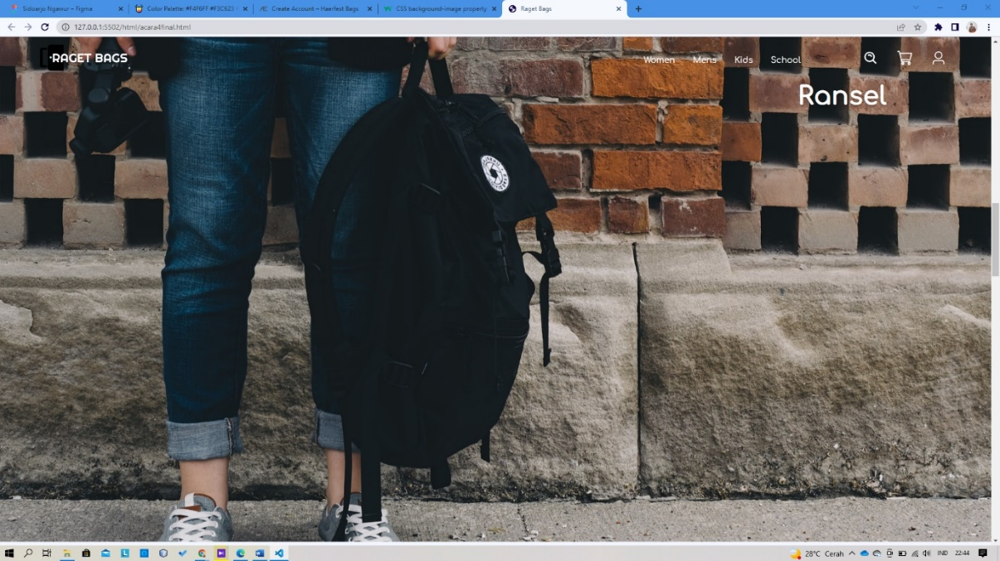 Sidoarjo Ngawur – Figma
Color Palette: #F4F6FF #F3C623
Create Account – Haerfest Bags
CSS background-image property
Raget Bags
127.0.0.1:5502/html/acara4final.html
RAGET BAGS
Women Mens Kids School
Ransel
28°C Cerah
IND
22:44